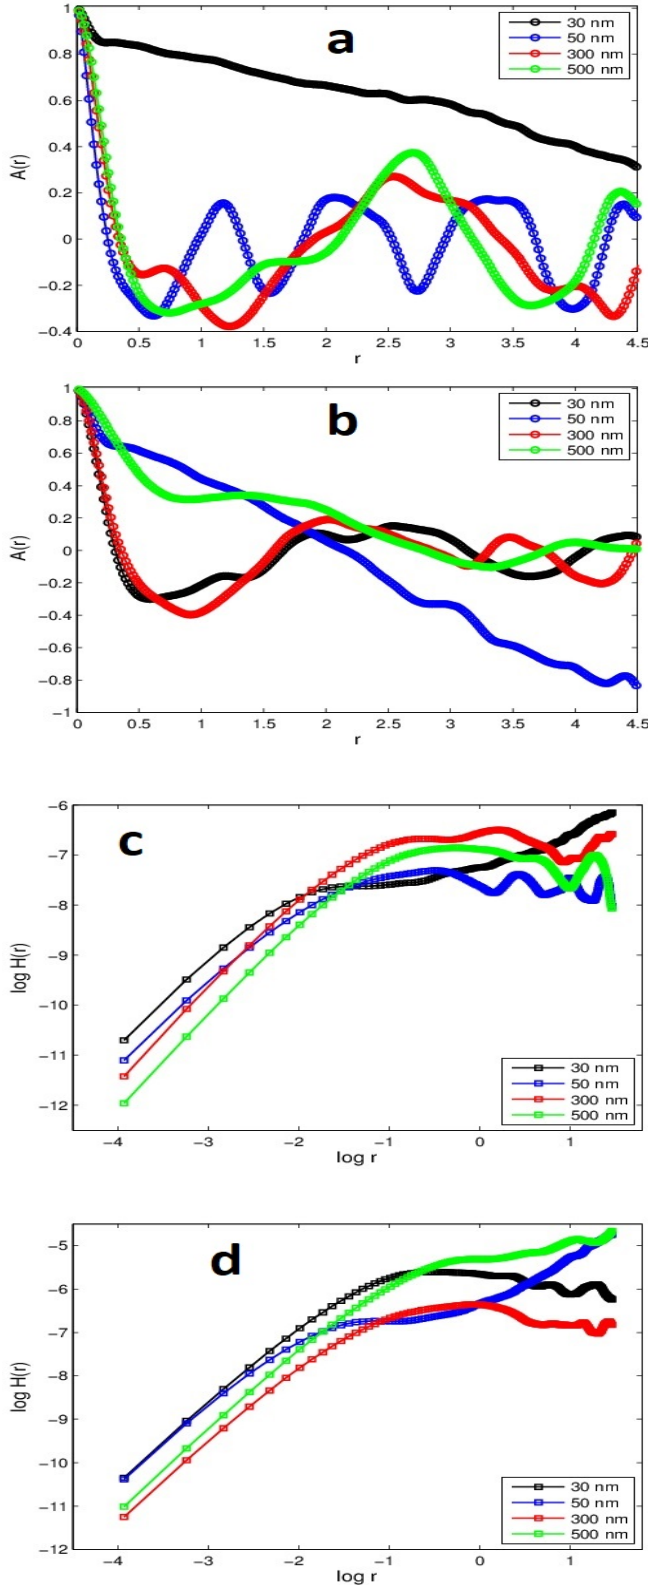 a
30 nm
50 nm
300 nm
500 nm
1
0.8
0.6
0.4
0.2
0
−0.2
−0.4
A(r)
0 0.5 1 1.5 2 2.5 3 3.5 4 4.5
r
b
30 nm
50 nm
300 nm
500 nm
1
0.8
0.6
0.4
0.2
0
−0.2
−0.4
−0.6
−0.8
−1
A(r)
0 0.5 1 1.5 2 2.5 3 3.5 4 4.5
r
c
−6
−7
−8
−9
−10
−11
−12
log H(r)
30 nm
50 nm
300 nm
500 nm
−4 −3 −2 −1 0 1
log r
d
−5
−6
−7
−8
−9
−10
−11
−12
log H(r)
30 nm
50 nm
300 nm
500 nm
−4 −3 −2 −1 0 1
log r